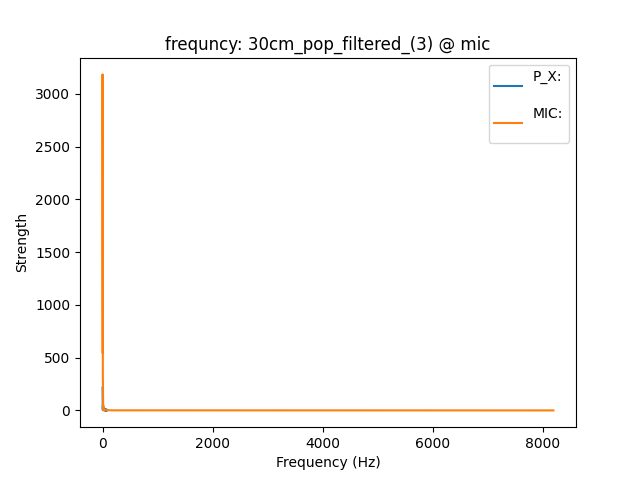 frequncy: 30cm_pop_filtered_(3) @ mic
P_X:
MIC:
3000
2500
2000
1500
1000
500
0
Strength
0
2000
4000
6000
8000
Frequency (Hz)